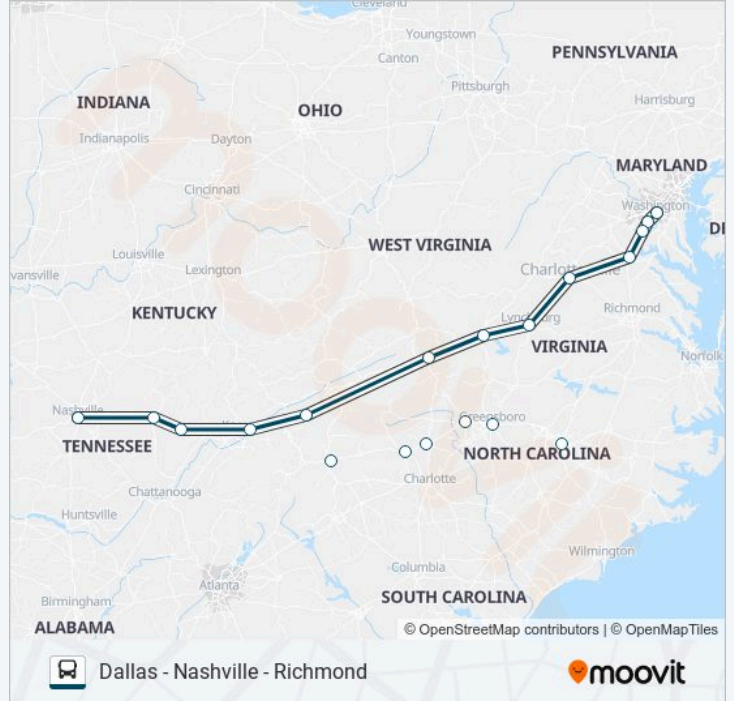 Cleveland
Youngstown
PENNSYLVANIA
Canton
Pittsburgh
INDIANA
OHIO
Harrisburg
Indianapolis
Dayton
MARYLAND
Cincinnati
Washington
DE
WEST VIRGINIA
Louisville
Lexington
Charlottesville
vansville
KENTUCKY
Richmond
Lynchburg
VIRGINIA
Norfolk
Nashville
Greensboro
TENNESSEE
NORTH CAROLINA
Charlotte
Chattanooga
Huntsville
Wilmington
Columbia
Atlanta
SOUTH CAROLINA
Birmingham
ALABAMA
© OpenStreetMap contributors | © OpenMapTiles
Dallas - Nashville - Richmond
moovit